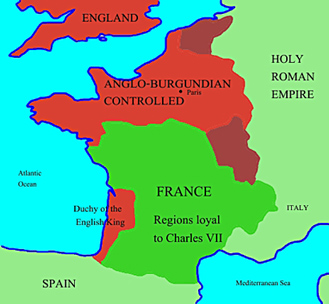 ENGLAND
HOLY
ROMAN
EMPIRE
ANGLO-BURGUNDIAN
CONTROLLED
Paris
Atlantic
Ocean
FRANCE
Duchy of the
English King
Regions loyal
to Charles VII
ITALY
SPAIN
Mediterranean Sea